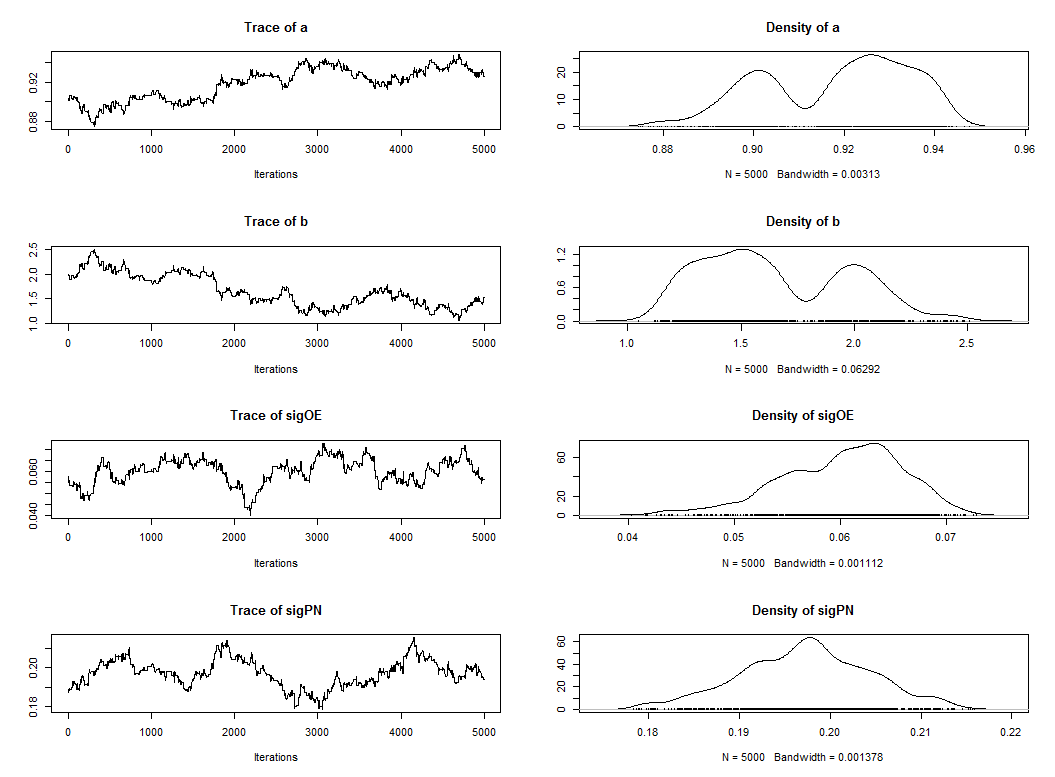 Trace of a
0.88 0.92
0 1000 2000 3000 4000 5000
Iterations
Density of a
0 10 20
0.88 0.90 0.92 0.94 0.96
N = 5000 Bandwidth = 0.00313
Trace of b
1.0 1.5 2.0 2.5
0 1000 2000 3000 4000 5000
Iterations
Density of b
0.0 0.6 1.2
1.0 1.5 2.0 2.5
N = 5000 Bandwidth = 0.06292
Trace of sigOE
0.040 0.060
0 1000 2000 3000 4000 5000
Iterations
Density of sigOE
0 20 60
0.04 0.05 0.06 0.07
N = 5000 Bandwidth = 0.001112
Trace of sigPN
0.18 0.20
0 1000 2000 3000 4000 5000
Iterations
Density of sigPN
0 10 20 30 40 50 60
0.18 0.19 0.20 0.21 0.22
N = 5000 Bandwidth = 0.001378